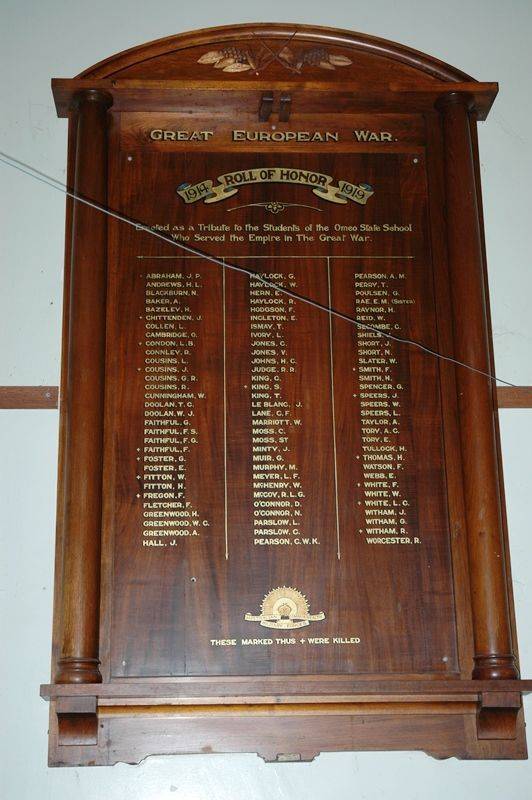 GREAT EUROPEAN WAR.
1914 ROLL OF HONOR 1919
Erected as a Tribute to the Students of the Omeo State School
Who Served the Empire in The Great War.
ABRAHAM, J. P.
ANDREWS, H. L.
BLACKBURN, N.
BAKER, A.
BAZELEY, H.
+ CHITTENDEN, J.
COLLEN, L.
CAMBRIDGE, O.
+ CONDON, L. B.
CONNLEY, R.
COUSINS, L.
+ COUSINS, J.
COUSINS, G. R.
COUSINS, R.
CUNNINGHAM, W.
DOOLAN, T. C.
DOOLAN, W. J.
FAITHFUL, G.
FAITHFUL, F. S.
FAITHFUL, F. G.
+ FAITHFUL, F.
+ FOSTER, G.
FOSTER, E.
+ FITTON, W.
FITTON, H.
+ FREGON, F.
FLETCHER, F.
GREENWOOD, H.
GREENWOOD, W. C.
GREENWOOD, A.
HALL, J.
HAYLOCK, G.
HAYLOCK, W.
HERN, E.
HAYLOCK, R.
HODGSON, F.
INGLETON, E.
ISMAY, T.
IVORY, L.
JONES, C.
JONES, V.
JOHNS, H. C.
JUDGE, R. R.
KING, G.
+ KING, S.
KING, T.
LE BLANC, J.
LANE, C. F.
MARRIOTT, W.
MOSS, C.
MOSS, ST
MINTY, J.
MUIR, G.
MURPHY, M.
MEYER, L. F.
McHENRY, W.
McCOY, R. L. G.
O'CONNOR, D.
O'CONNOR, N.
PARSLOW, L.
PARSLOW, C.
PEARSON, C. W. K.
PEARSON, A. M.
PERRY, T.
POULSEN, G.
RAE, E. M. (SISTER)
RAYNOR, H.
REID, W.
SECOMBE, C.
SHIELS, J.
SHORT, J.
SHORT, N.
SLATER, W.
+ SMITH, F.
SMITH, H.
SPENCER, G.
+ SPEERS, J.
SPEERS, W.
SPEERS, L.
TAYLOR, A.
TORY, A. C.
TORY, E.
TULLOCK, H.
+ THOMAS, H.
WATSON, F.
WEBB, E.
+ WHITE, F.
WHITE, W.
+ WHITE, L. C.
WITHAM, J.
WITHAM, G.
+ WITHAM, R.
WORCESTER, R.
THESE MARKED THUS + WERE KILLED